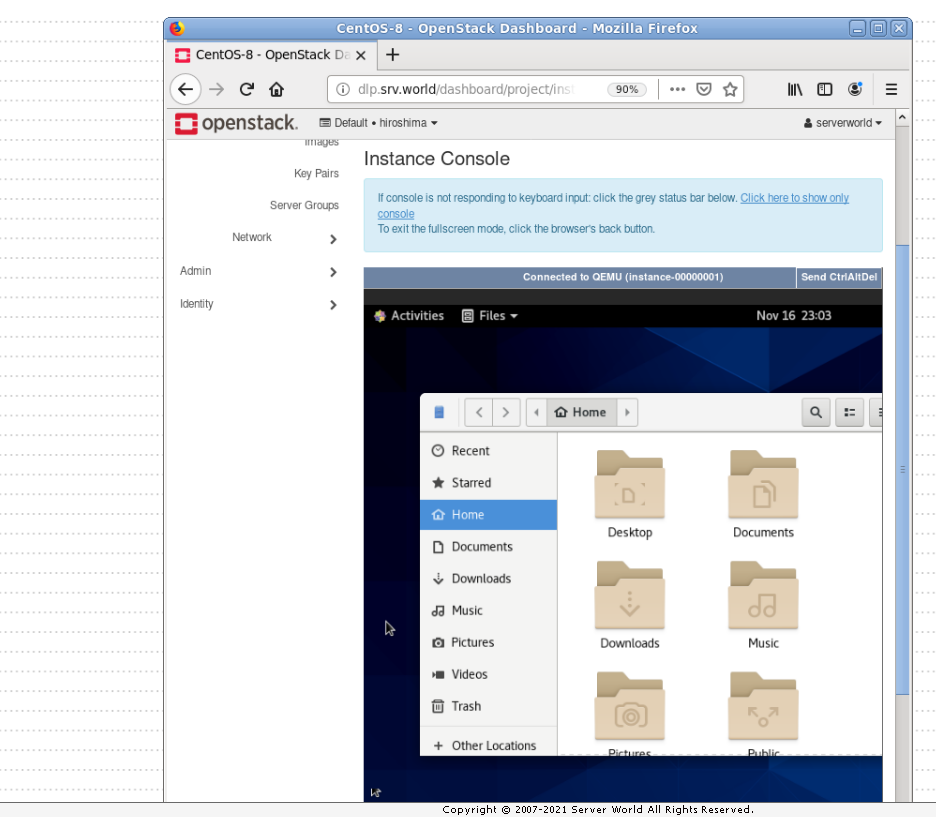 CentOS-8 - OpenStack Dashboard - Mozilla Firefox
CentOS-8 - OpenStack Da
dlp.srv.world/dashboard/project/inst
90%
openstack.
Default • hiroshima
serverworld
Images
Key Pairs
Server Groups
Network
Admin
Identity
Instance Console
If console is not responding to keyboard input: click the grey status bar below. Click here to show only
console
To exit the fullscreen mode, click the browser's back button.
Connected to QEMU (instance-00000001)
Send CtrlAltDel
Activities
Files
Nov 16 23:03
Home
Recent
Starred
Home
Documents
Downloads
Music
Pictures
Videos
Trash
+ Other Locations
Desktop
Documents
Downloads
Music
Pictures
Public
Copyright © 2007-2021 Server World All Rights Reserved.